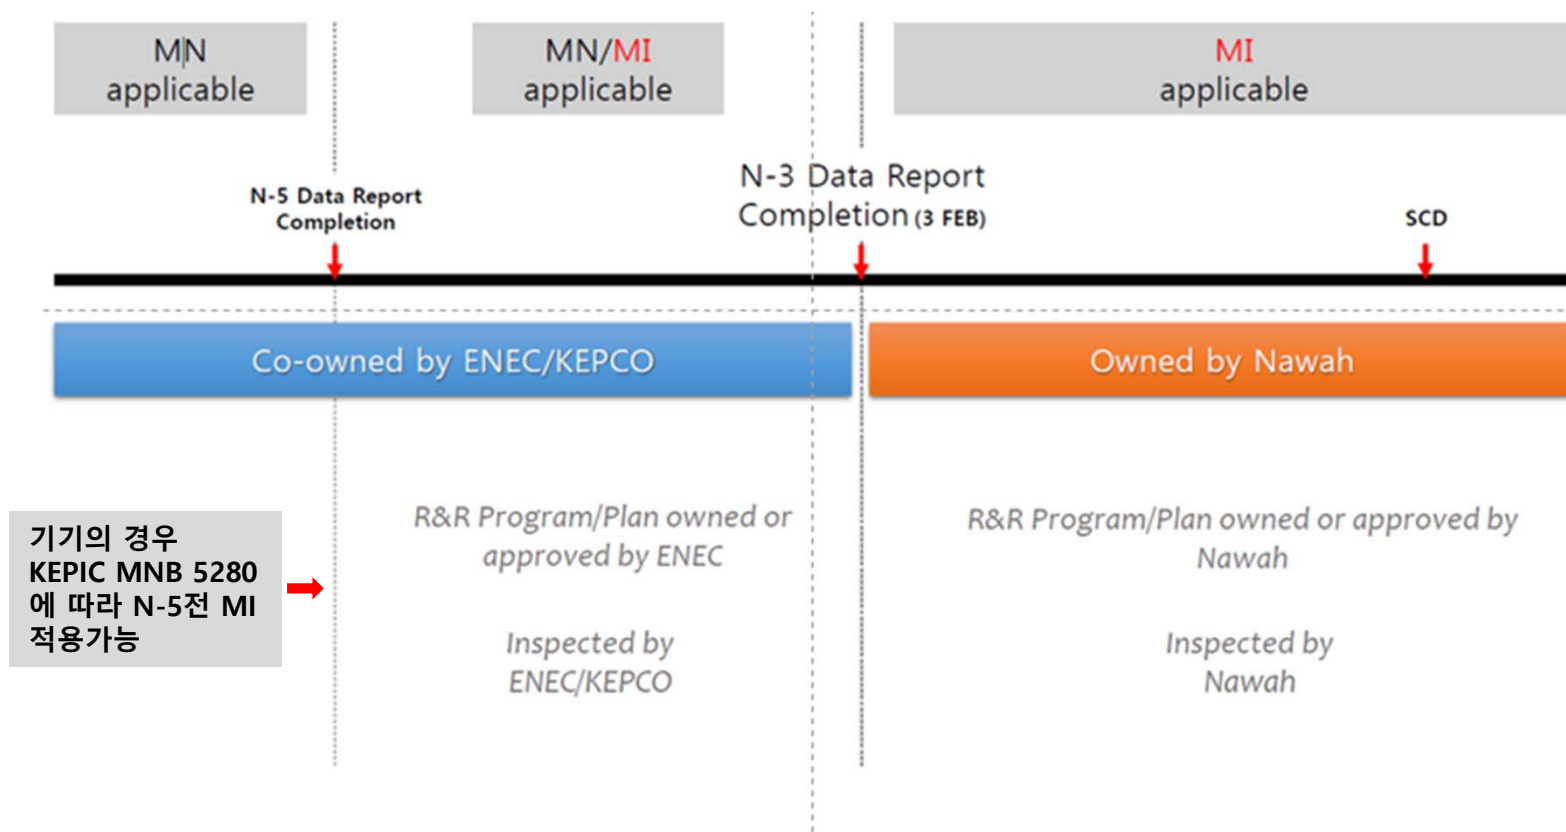 MN
applicable
MN/MI
applicable
MI
applicable
N-5 Data Report
Completion
N-3 Data Report
Completion (3 FEB)
SCD
Co-owned by ENEC/KEPCO
Owned by Nawah
기기의 경우
KEPIC MNB 5280
에 따라 N-5전 MI
적용가능
R&R Program/Plan owned or
approved by ENEC
Inspected by
ENEC/KEPCO
R&R Program/Plan owned or approved by
Nawah
Inspected by
Nawah